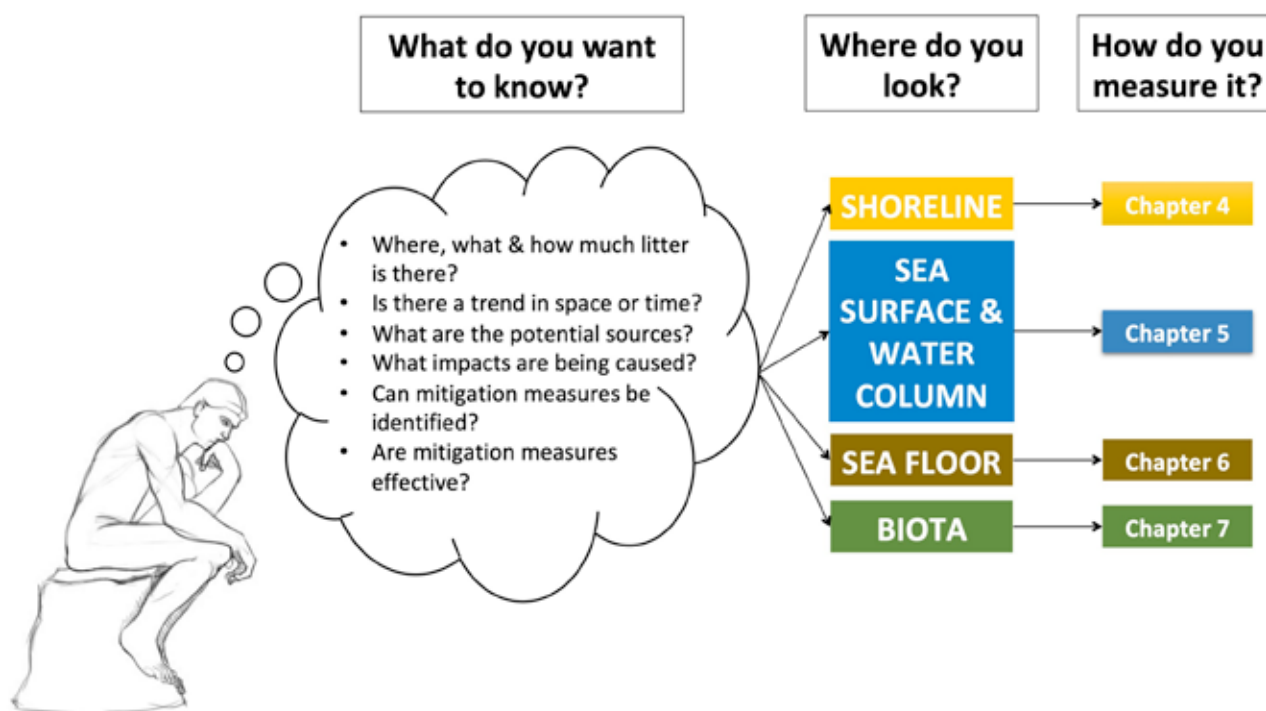 What do you want
to know?
Where do you
look?
How do you
measure it?
• Where, what & how much litter
is there?
• Is there a trend in space or time?
• What are the potential sources?
• What impacts are being caused?
• Can mitigation measures be
identified?
• Are mitigation measures
effective?
SHORELINE
Chapter 4
SEA
SURFACE &
WATER
COLUMN
Chapter 5
SEA FLOOR
Chapter 6
BIOTA
Chapter 7